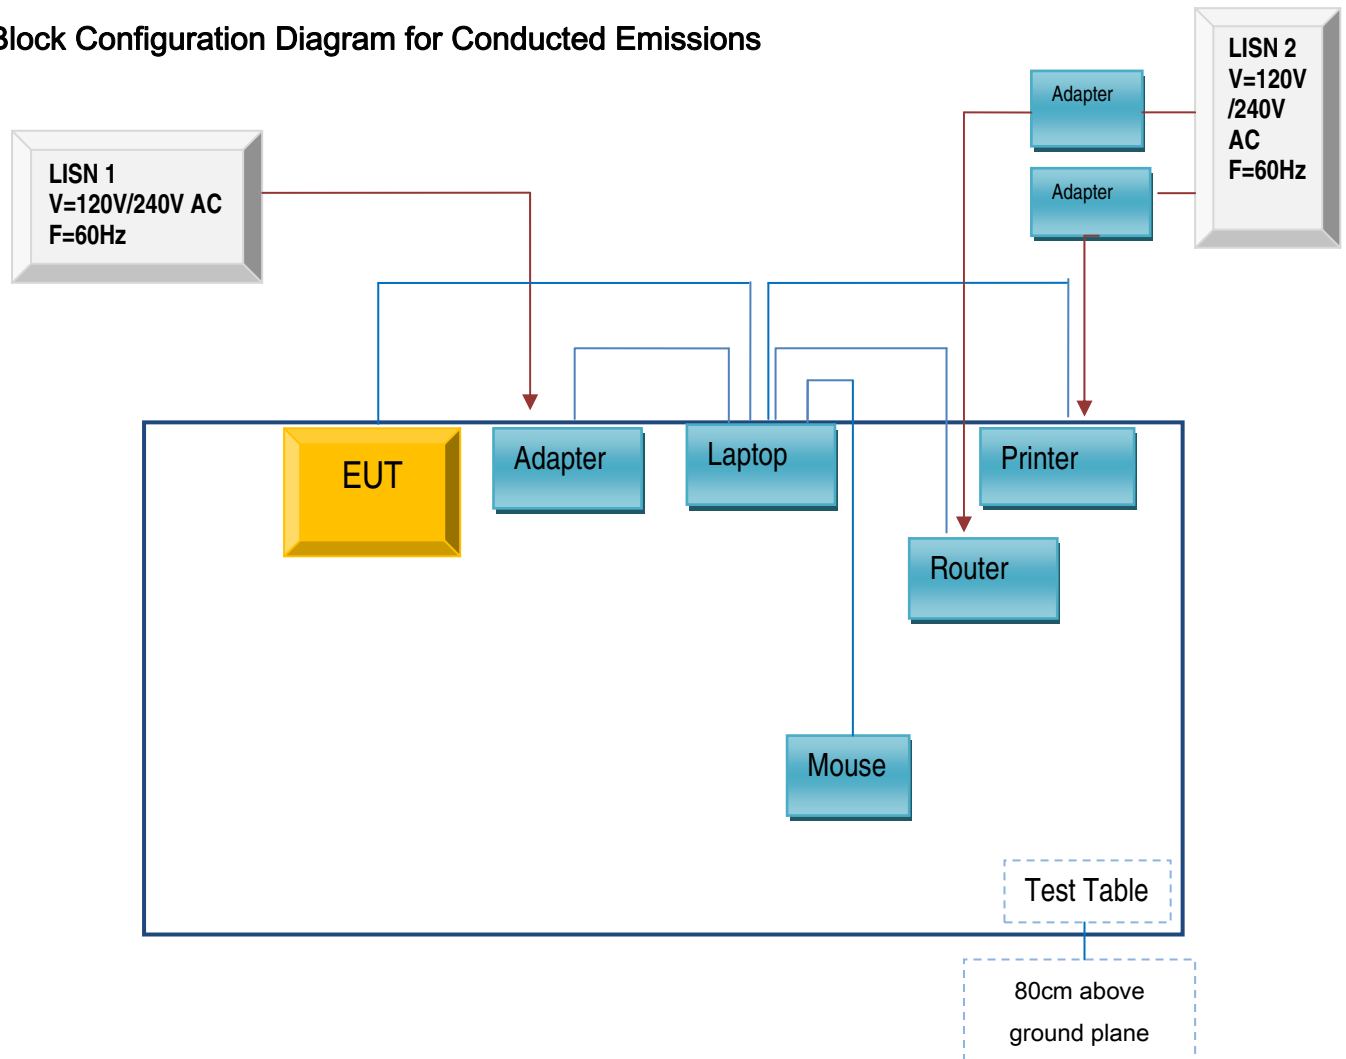 Block Configuration Diagram for Conducted Emissions
LISN 1
V=120V/240V AC
F=60Hz
Adapter
Adapter
LISN 2
V=120V
/240V
AC
F=60Hz
EUT
Adapter
Laptop
Printer
Router
Mouse
Test Table
80cm above
ground plane